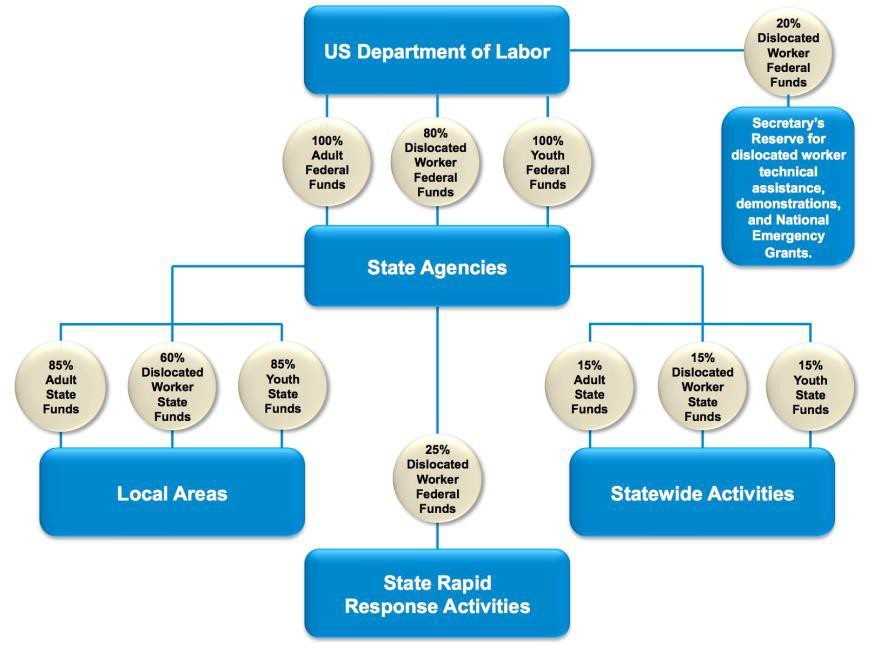 US Department of Labor
20%
Dislocated
Worker
Federal
Funds
Secretary's
Reserve for
dislocated worker
technical
assistance,
demonstrations,
and National
Emergency
Grants.
100%
Adult
Federal
Funds
80%
Dislocated
Worker
Federal
Funds
100%
Youth
Federal
Funds
State Agencies
85%
Adult
State
Funds
60%
Dislocated
Worker
State
Funds
85%
Youth
State
Funds
Local Areas
25%
Dislocated
Worker
Federal
Funds
State Rapid
Response Activities
15%
Adult
State
Funds
15%
Dislocated
Worker
State
Funds
15%
Youth
State
Funds
Statewide Activities